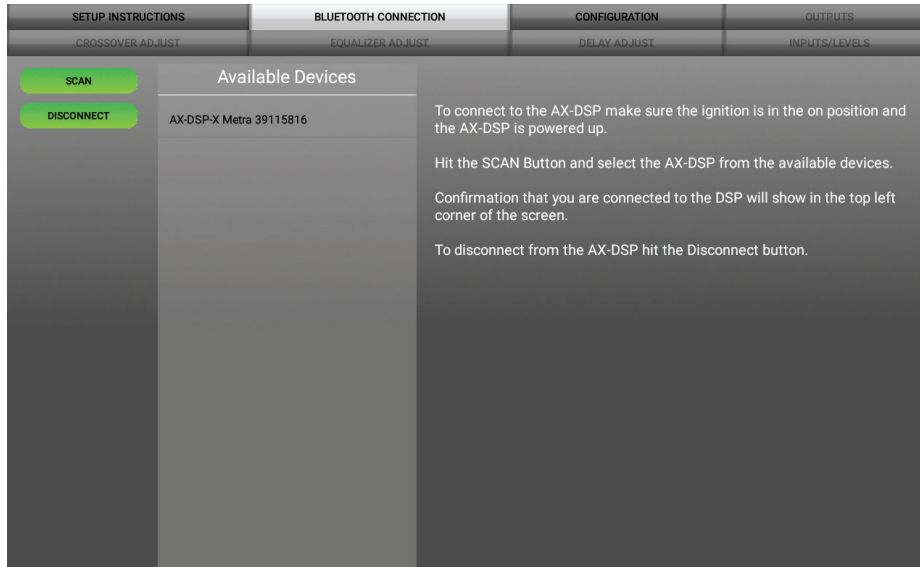 SETUP INSTRUCTIONS
BLUETOOTH CONNECTION
CONFIGURATION
OUTPUTS
CROSSOVER ADJUST
EQUALIZER ADJUST
DELAY ADJUST
INPUTS/LEVELS
SCAN
DISCONNECT
Available Devices
AX-DSP-X Metra 39115816
To connect to the AX-DSP make sure the ignition is in the on position and
the AX-DSP is powered up.
Hit the SCAN Button and select the AX-DSP from the available devices.
Confirmation that you are connected to the DSP will show in the top left
corner of the screen.
To disconnect from the AX-DSP hit the Disconnect button.